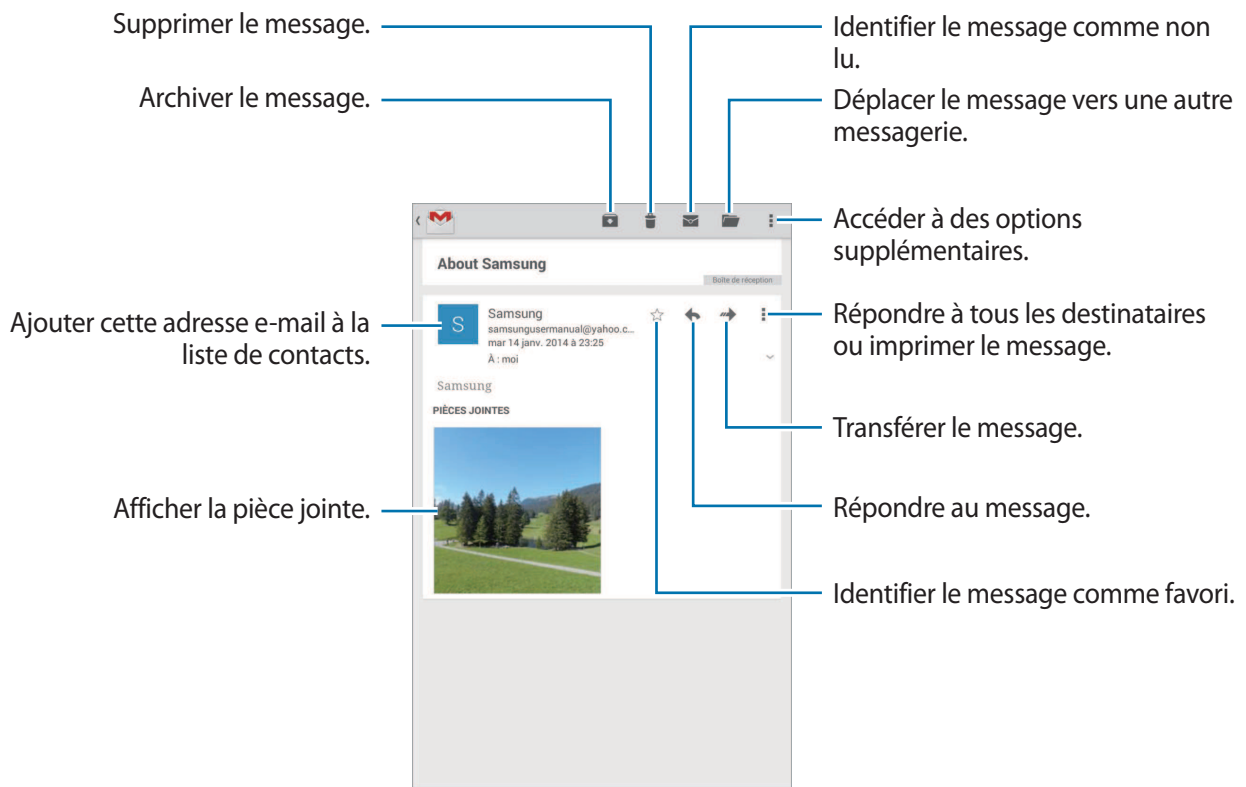 Supprimer le message.
Archiver le message.
Identifier le message comme non
lu.
Déplacer le message vers une autre
messagerie.
Accéder à des options
supplémentaires.
About Samsung
Boîte de réception
Ajouter cette adresse e-mail à la
liste de contacts.
S
Samsung
samsungusermanual@yahoo.c...
mar 14 janv. 2014 à 23:25
À : moi
Répondre à tous les destinataires
ou imprimer le message.
Samsung
PIÈCES JOINTES
Transférer le message.
Afficher la pièce jointe.
Répondre au message.
Identifier le message comme favori.